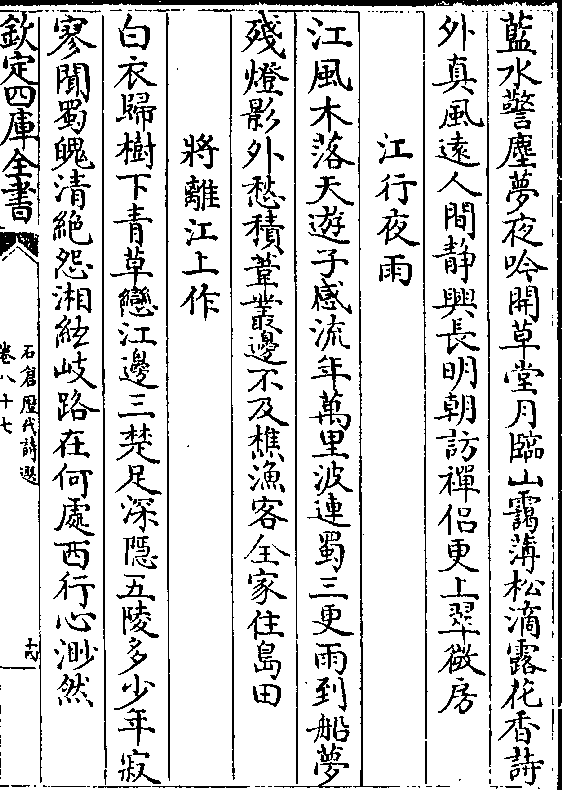 藍水警塵夢夜吟開草堂月臨山靄薄松滴露花香詩
外真風遠人間靜興長明朝訪禪侶更上翠微房
江行夜雨
江風木落天遊子感流年萬里波連蜀三更雨到船夢
殘燈影外愁積葦叢邊不及樵漁客全家住島田
將離江上作
白衣歸樹下青草戀江邊三楚足深隱五陵多少年寂
寥聞蜀魄清絶怨湘絃岐路在何處西行心渺然
欽定四庫全書
石倉歷代詩選
卷八十七